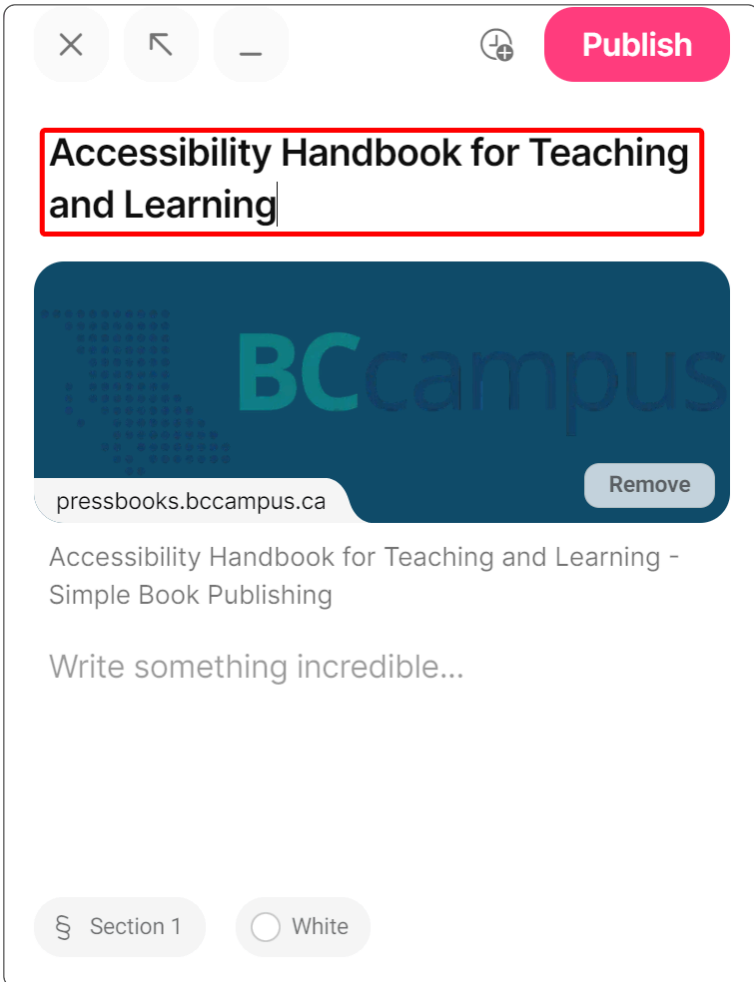 Publish
Accessibility Handbook for Teaching
and Learning
BCcampus
Remove
pressbooks.bccampus.ca
Accessibility Handbook for Teaching and Learning -
Simple Book Publishing
Write something incredible...
§ Section 1
White